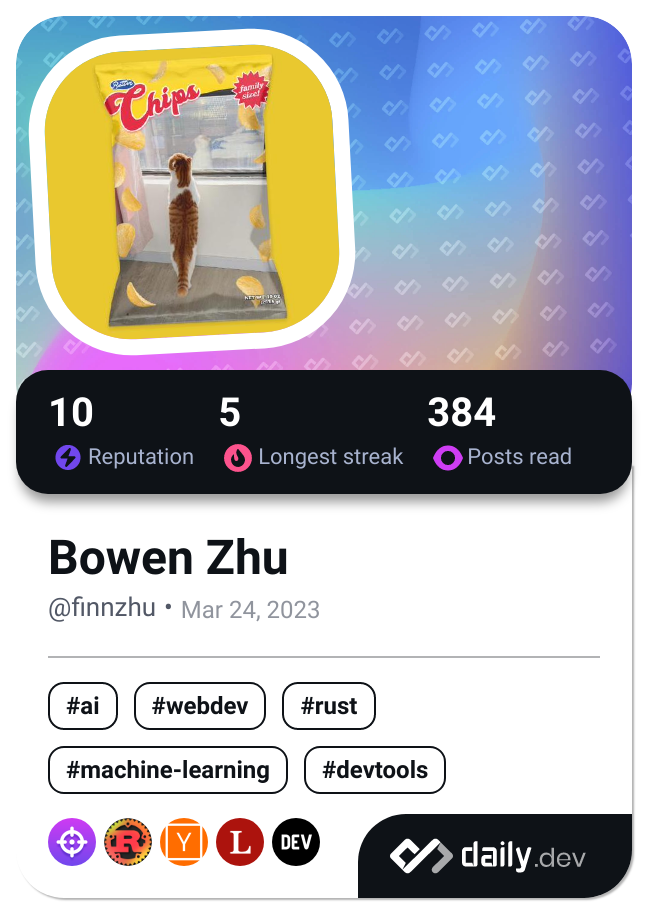 Chips
family
size!
10
5
384
Reputation
Longest streak
Posts read
Bowen Zhu
@finnzhu • Mar 24, 2023
#ai
#webdev
#rust
#machine-learning
#devtools
R
Y
L
DEV
daily.dev